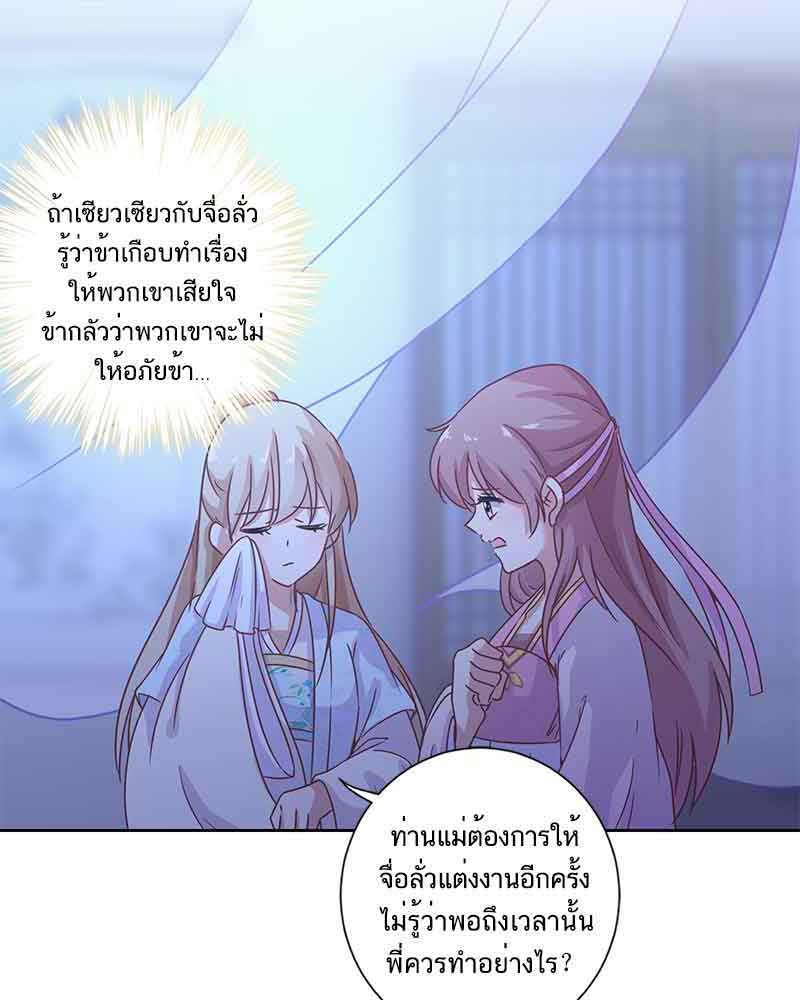 ถ้าเซียวเซียวกับจื่อลั่ว
รู้ว่าข้าเกือบทำเรื่อง
ให้พวกเขาเสียใจ
ข้ากลัวว่าพวกเขาจะไม่
ให้อภัยข้า...
ท่านแม่ต้องการให้
จื่อลั่วแต่งงานอีกครั้ง
ไม่รู้ว่าพอถึงเวลานั้น
พี่ควรทำอย่างไร?